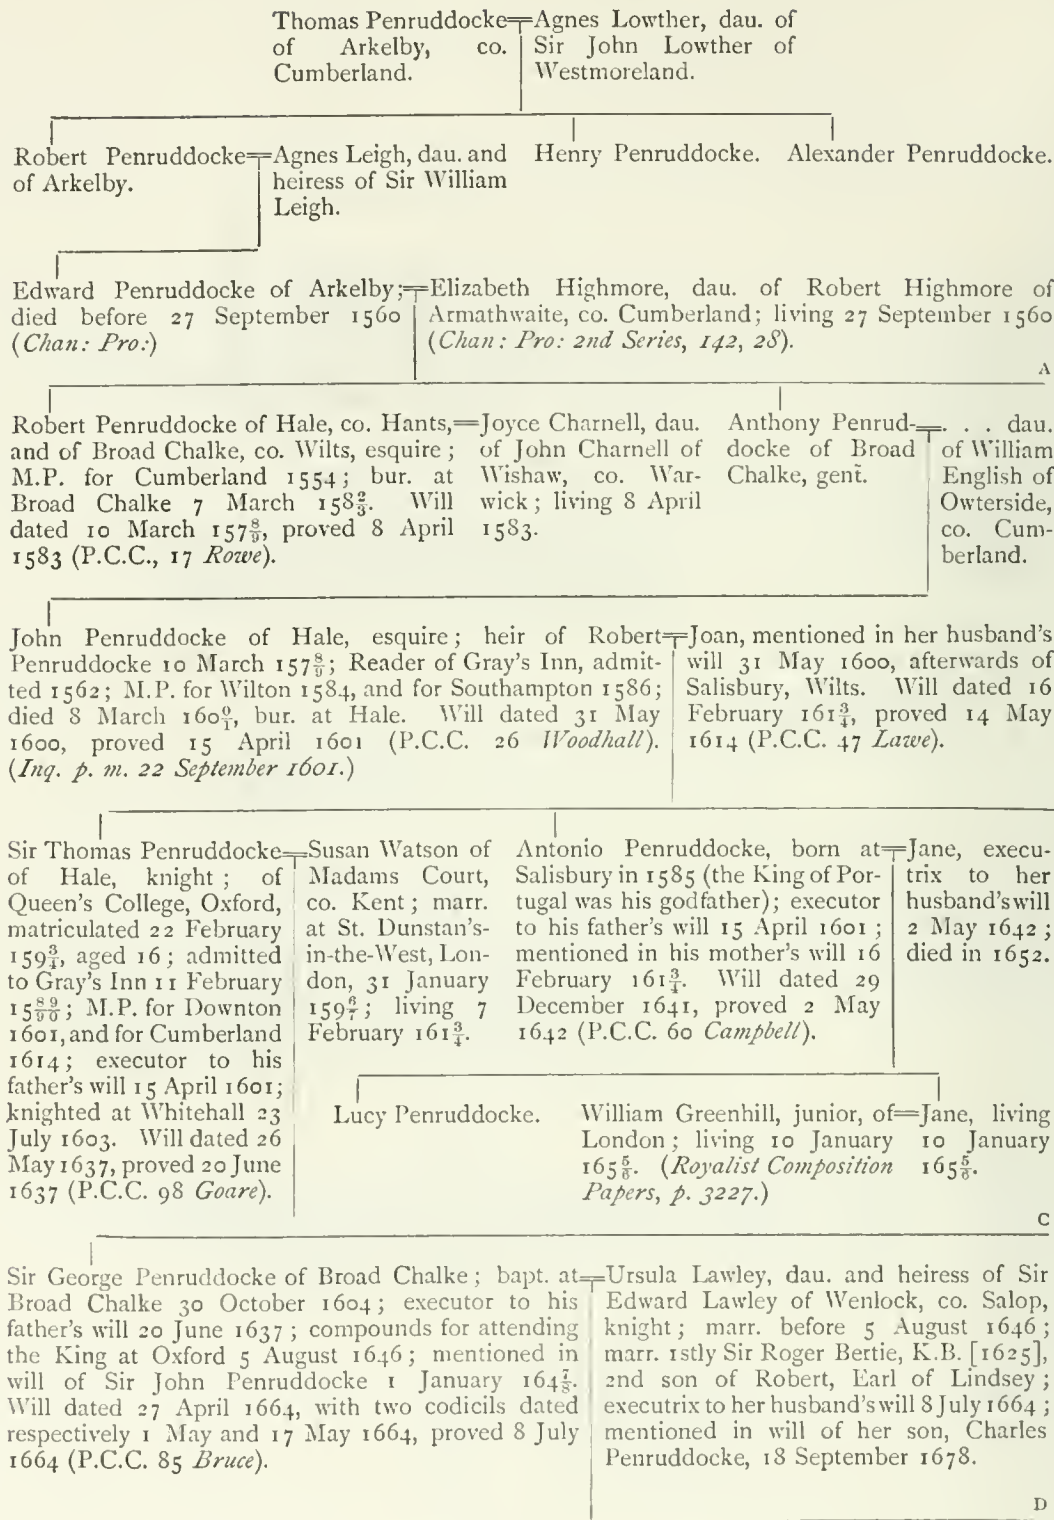 Thomas Penruddocke
of Arkelby, co.
Cumberland.
Agnes Lowther, dau. of
Sir John Lowther of
Westmoreland.
Robert Penruddocke
of Arkelby.
Agnes Leigh, dau. and
heiress of Sir William
Leigh.
Henry Penruddocke.
Alexander Penruddocke.
Edward Penruddocke of Arkelby;
died before 27 September 1560
(Chan: Pro:)
Elizabeth Highmore, dau. of Robert Highmore of
Armathwaite, co. Cumberland; living 27 September 1560
(Chan: Pro: 2nd Series, 142, 28).
A
Robert Penruddocke of Hale, co. Hants,
and of Broad Chalke, co. Wilts, esquire;
M.P. for Cumberland 1554; bur. at
Broad Chalke 7 March 158 2/3. Will
dated 10 March 157 8/9, proved 8 April
1583 (P.C.C., 17 Rowe).
Joyce Charnell, dau.
of John Charnell of
Wishaw, co. War-
wick; living 8 April
1583.
Anthony Penrud-
docke of Broad
Chalke, gent.
. . . dau.
of William
English of
Owterside,
co. Cum-
berland.
John Penruddocke of Hale, esquire; heir of Robert
Penruddocke 10 March 157 8/9; Reader of Gray's Inn, admit-
ted 1562; M.P. for Wilton 1584, and for Southampton 1586;
died 8 March 160 0/1, bur. at Hale. Will dated 31 May
1600, proved 15 April 1601 (P.C.C. 26 Woodhall).
(Inq. p. m. 22 September 1601.)
Joan, mentioned in her husband's
will 31 May 1600, afterwards of
Salisbury, Wilts. Will dated 16
February 161 3/4, proved 14 May
1614 (P.C.C. 47 Lawe).
Sir Thomas Penruddocke
of Hale, knight; of
Queen's College, Oxford,
matriculated 22 February
159 3/4, aged 16; admitted
to Gray's Inn 11 February
15 89/90; M.P. for Downton
1601, and for Cumberland
1614; executor to his
father's will 15 April 1601;
knighted at Whitehall 23
July 1603. Will dated 26
May 1637, proved 20 June
1637 (P.C.C. 98 Goare).
Susan Watson of
Madams Court,
co. Kent; marr.
at St. Dunstan's-
in-the-West, Lon-
don, 31 January
159 6/7; living 7
February 161 3/4.
Antonio Penruddocke, born at
Salisbury in 1585 (the King of Por-
tugal was his godfather); executor
to his father's will 15 April 1601;
mentioned in his mother's will 16
February 161 3/4. Will dated 29
December 1641, proved 2 May
1642 (P.C.C. 60 Campbell).
Jane, execu-
trix to her
husband's will
2 May 1642;
died in 1652.
Lucy Penruddocke.
William Greenhill, junior, of
London; living 10 January
165 5/6. (Royalist Composition
Papers, p. 3227.)
Jane, living
10 January
165 5/6.
C
Sir George Penruddocke of Broad Chalke; bapt. at
Broad Chalke 30 October 1604; executor to his
father's will 20 June 1637; compounds for attending
the King at Oxford 5 August 1646; mentioned in
will of Sir John Penruddocke 1 January 164 7/8.
Will dated 27 April 1664, with two codicils dated
respectively 1 May and 17 May 1664, proved 8 July
1664 (P.C.C. 85 Bruce).
Ursula Lawley, dau. and heiress of Sir
Edward Lawley of Wenlock, co. Salop,
knight; marr. before 5 August 1646;
marr. 1stly Sir Roger Bertie, K.B. [1625],
2nd son of Robert, Earl of Lindsey;
executrix to her husband's will 8 July 1664;
mentioned in will of her son, Charles
Penruddocke, 18 September 1678.
D